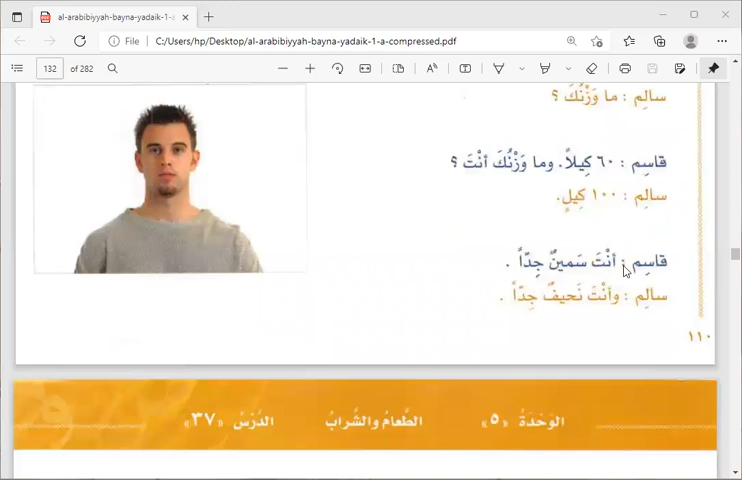 al-arabibiyyah-bayna-yadaik-1-a
File
C:/Users/hp/Desktop/al-arabibiyyah-bayna-yadaik-1-a-compressed.pdf
132 of 282
سالِم : ما وَزْنُكَ ؟
قاسِم : ٦٠ كِيلاً. وما وَزْنُكَ أنْتَ ؟
سالِم : ١٠٠ كِيلٍ.
قاسِم : أنْتَ سَمينٌ جِدّاً .
سالِم : وأنْتَ نَحيفٌ جِدّاً .
١١٠
الوَحْدَةُ «٥» الطَّعامُ والشَّرابُ الدَّرْسُ «٣٧»